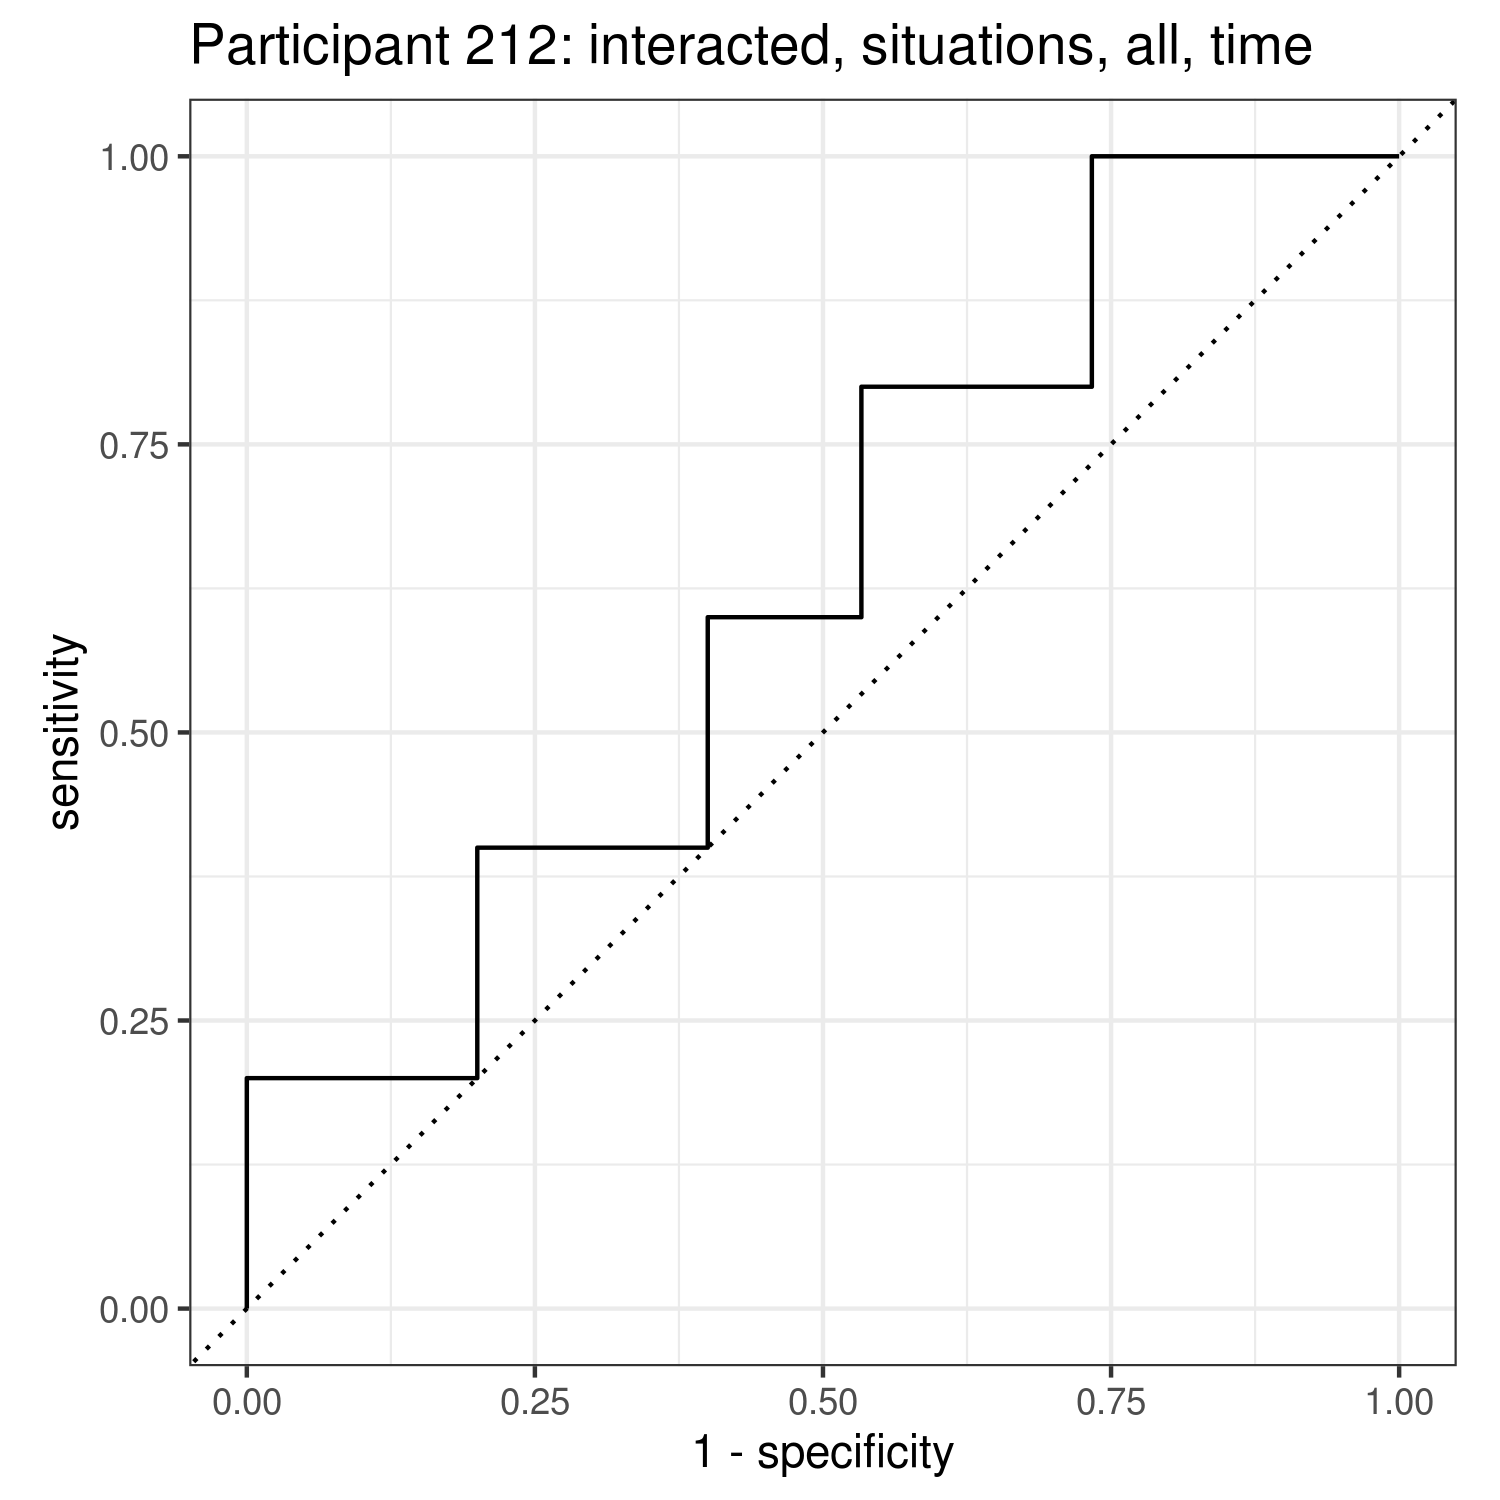 Participant 212: interacted, situations, all, time
1.00
0.75
0.50
0.25
0.00
sensitivity
0.00 0.25 0.50 0.75 1.00
1 - specificity